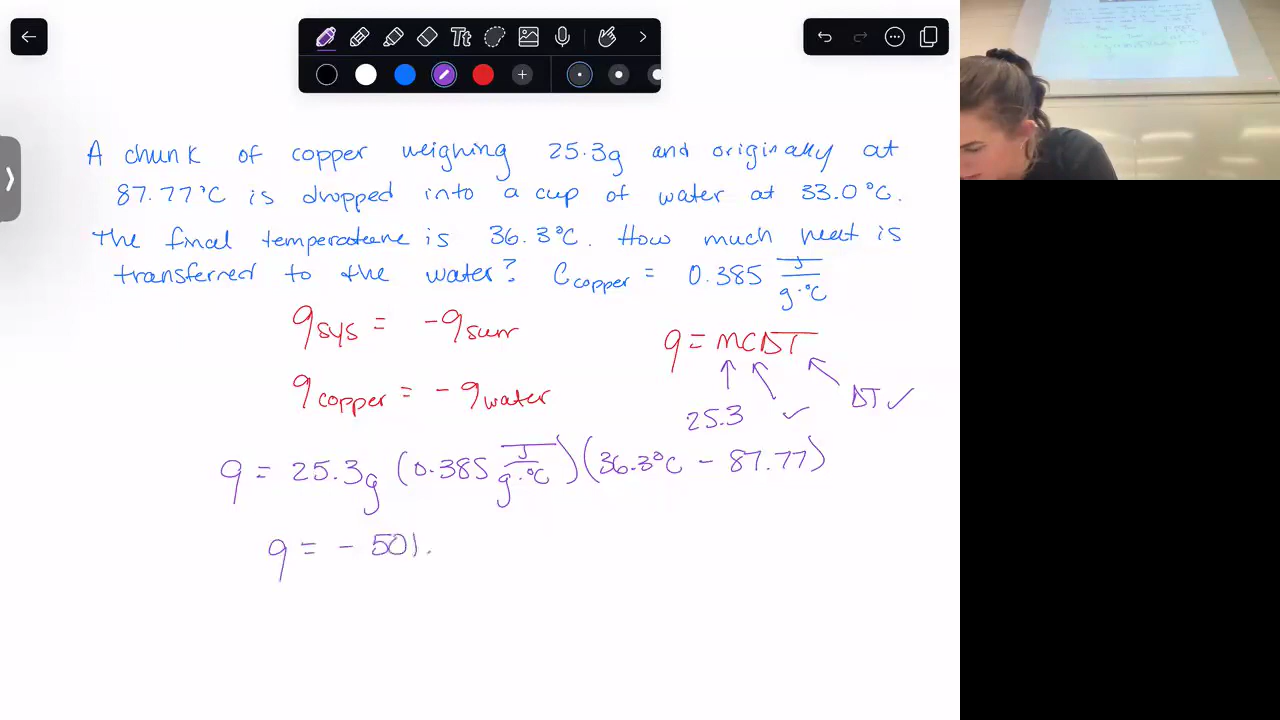 Tt
A chunk of copper weighing 25.3g and originally at
87.77°C is dropped into a cup of water at 33.0°C.
The final temperature is 36.3°C. How much heat is
transferred to the water? Ccopper = 0.385 J/g·°C
qsys = -qsurr
q = mCΔT
qcopper = -qwater
25.3 ✓ ΔT ✓
q = 25.3g (0.385 J/g·°C)(36.3°C - 87.77)
q = - 501.